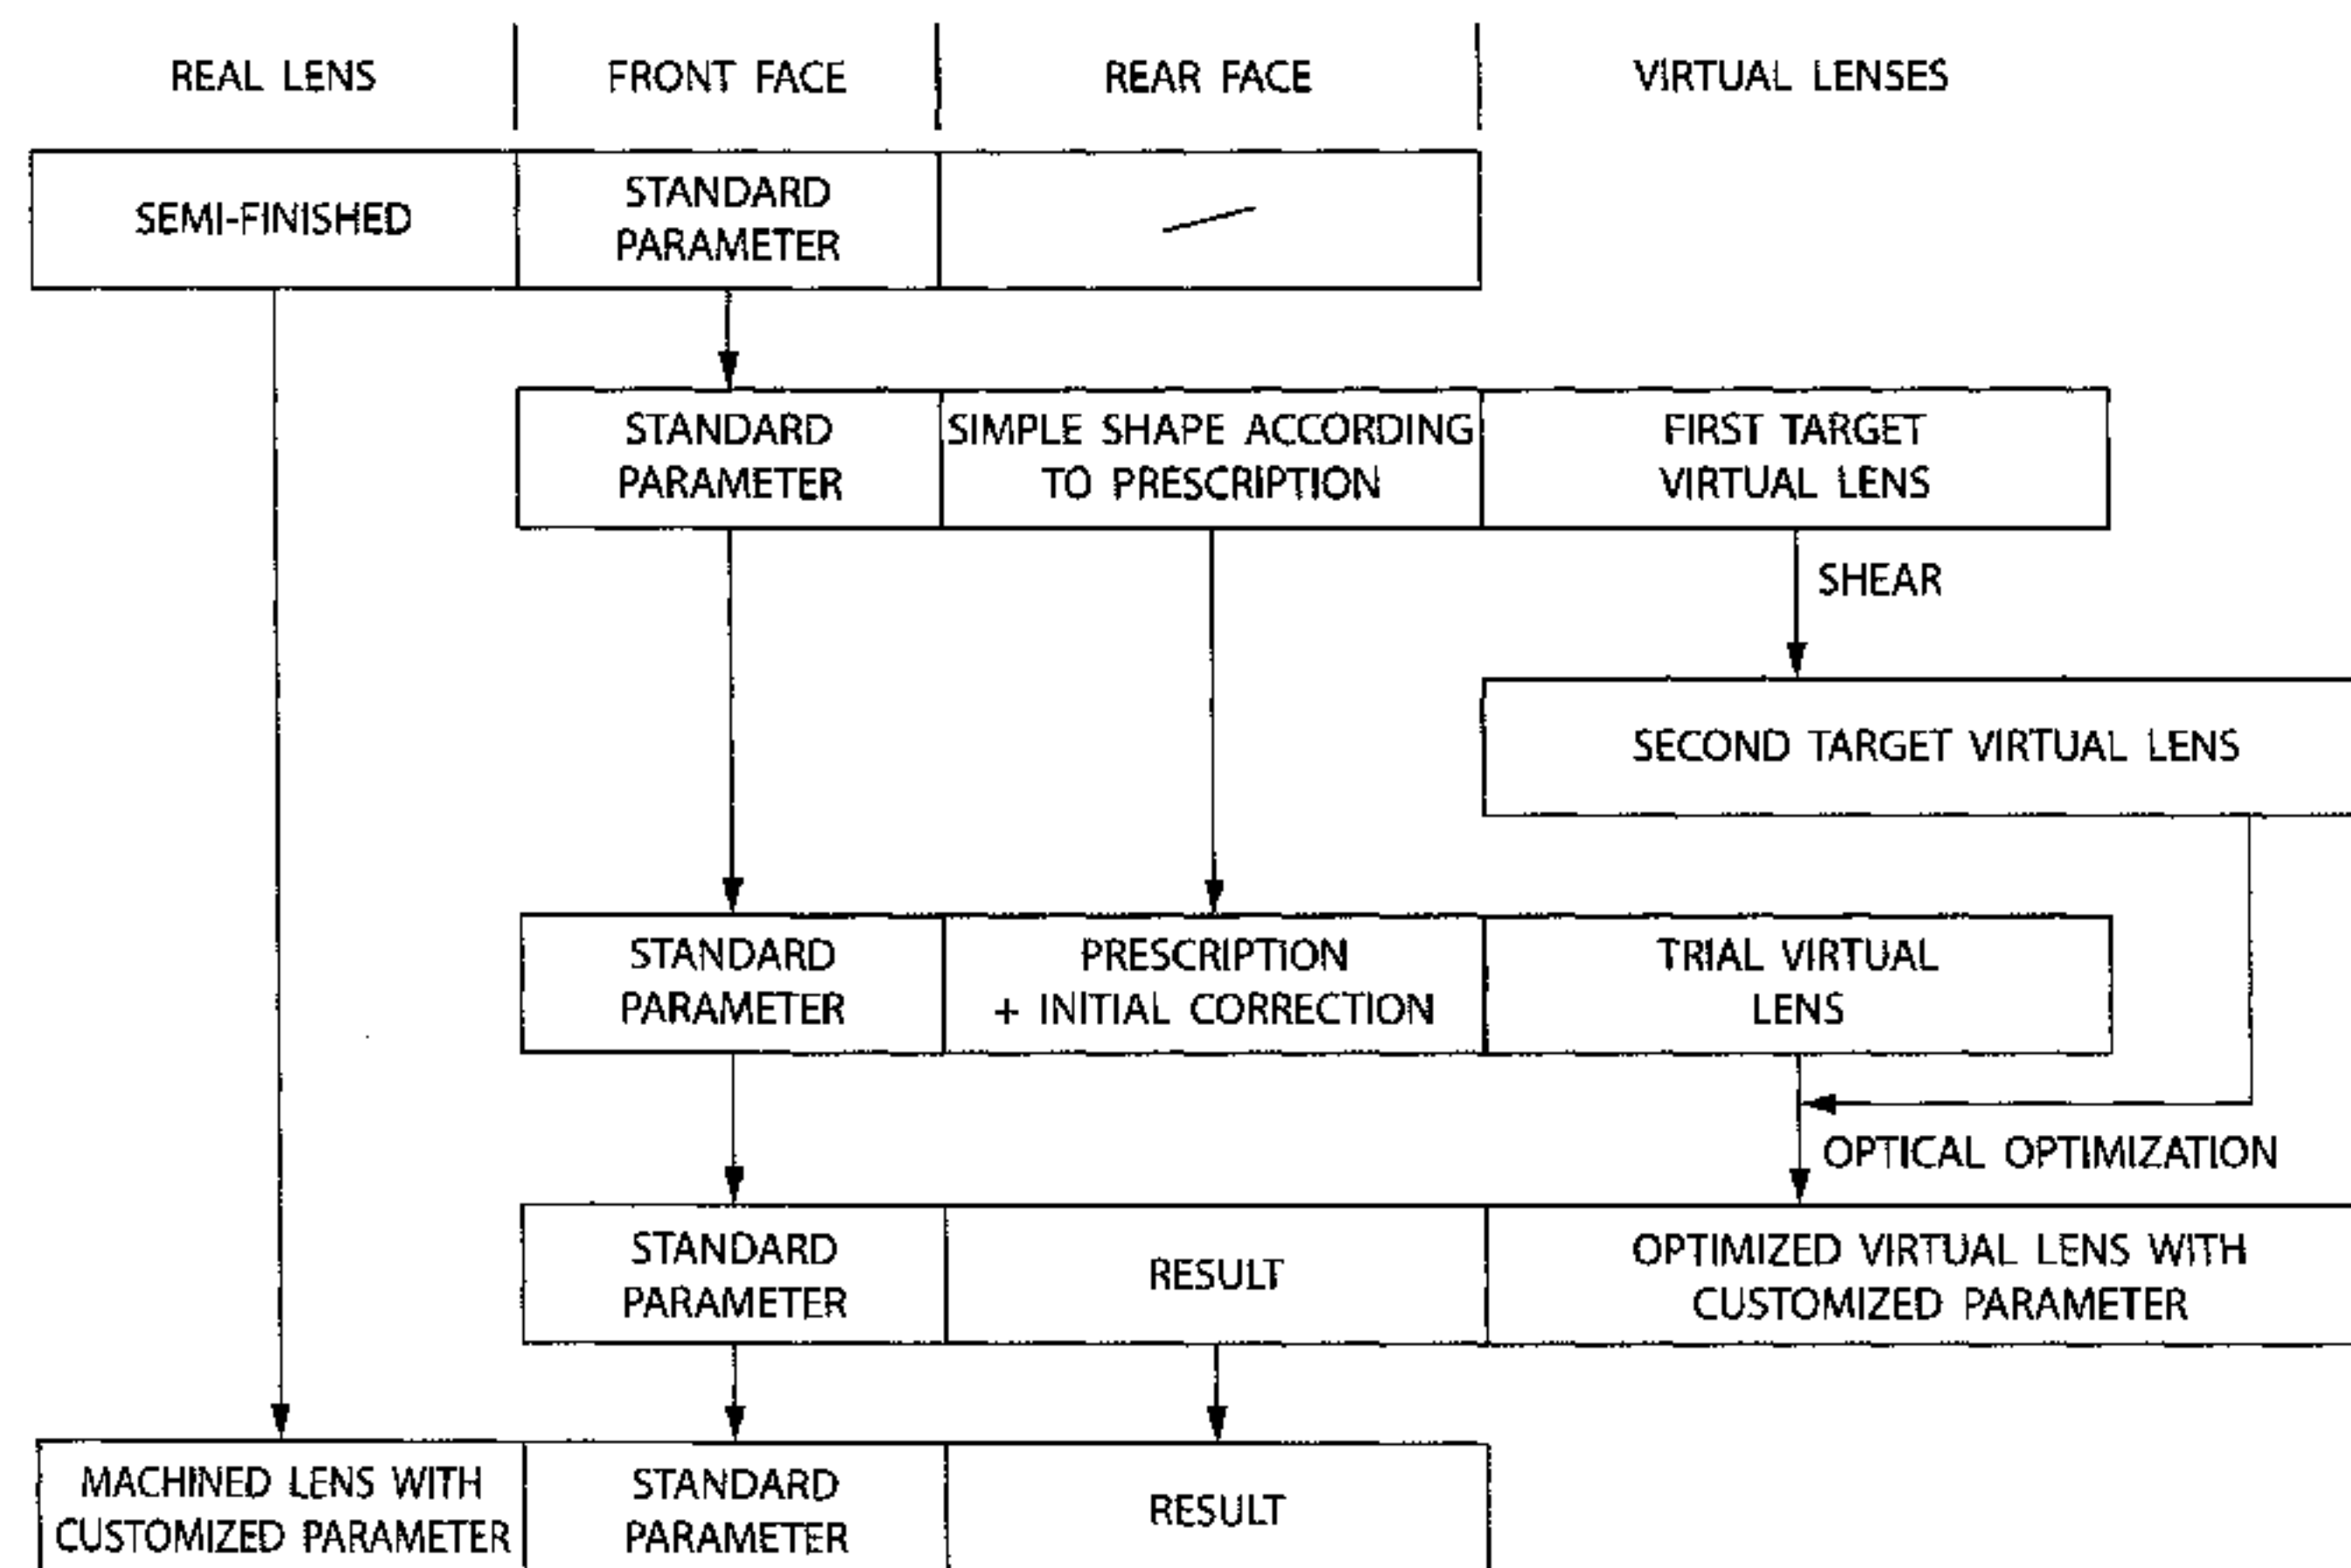 REAL LENS
FRONT FACE
REAR FACE
VIRTUAL LENSES
SEMI-FINISHED
STANDARD
PARAMETER
STANDARD
PARAMETER
SIMPLE SHAPE ACCORDING
TO PRESCRIPTION
FIRST TARGET
VIRTUAL LENS
SHEAR
SECOND TARGET VIRTUAL LENS
STANDARD
PARAMETER
PRESCRIPTION
+ INITIAL CORRECTION
TRIAL VIRTUAL
LENS
OPTICAL OPTIMIZATION
STANDARD
PARAMETER
RESULT
OPTIMIZED VIRTUAL LENS WITH
CUSTOMIZED PARAMETER
MACHINED LENS WITH
CUSTOMIZED PARAMETER
STANDARD
PARAMETER
RESULT